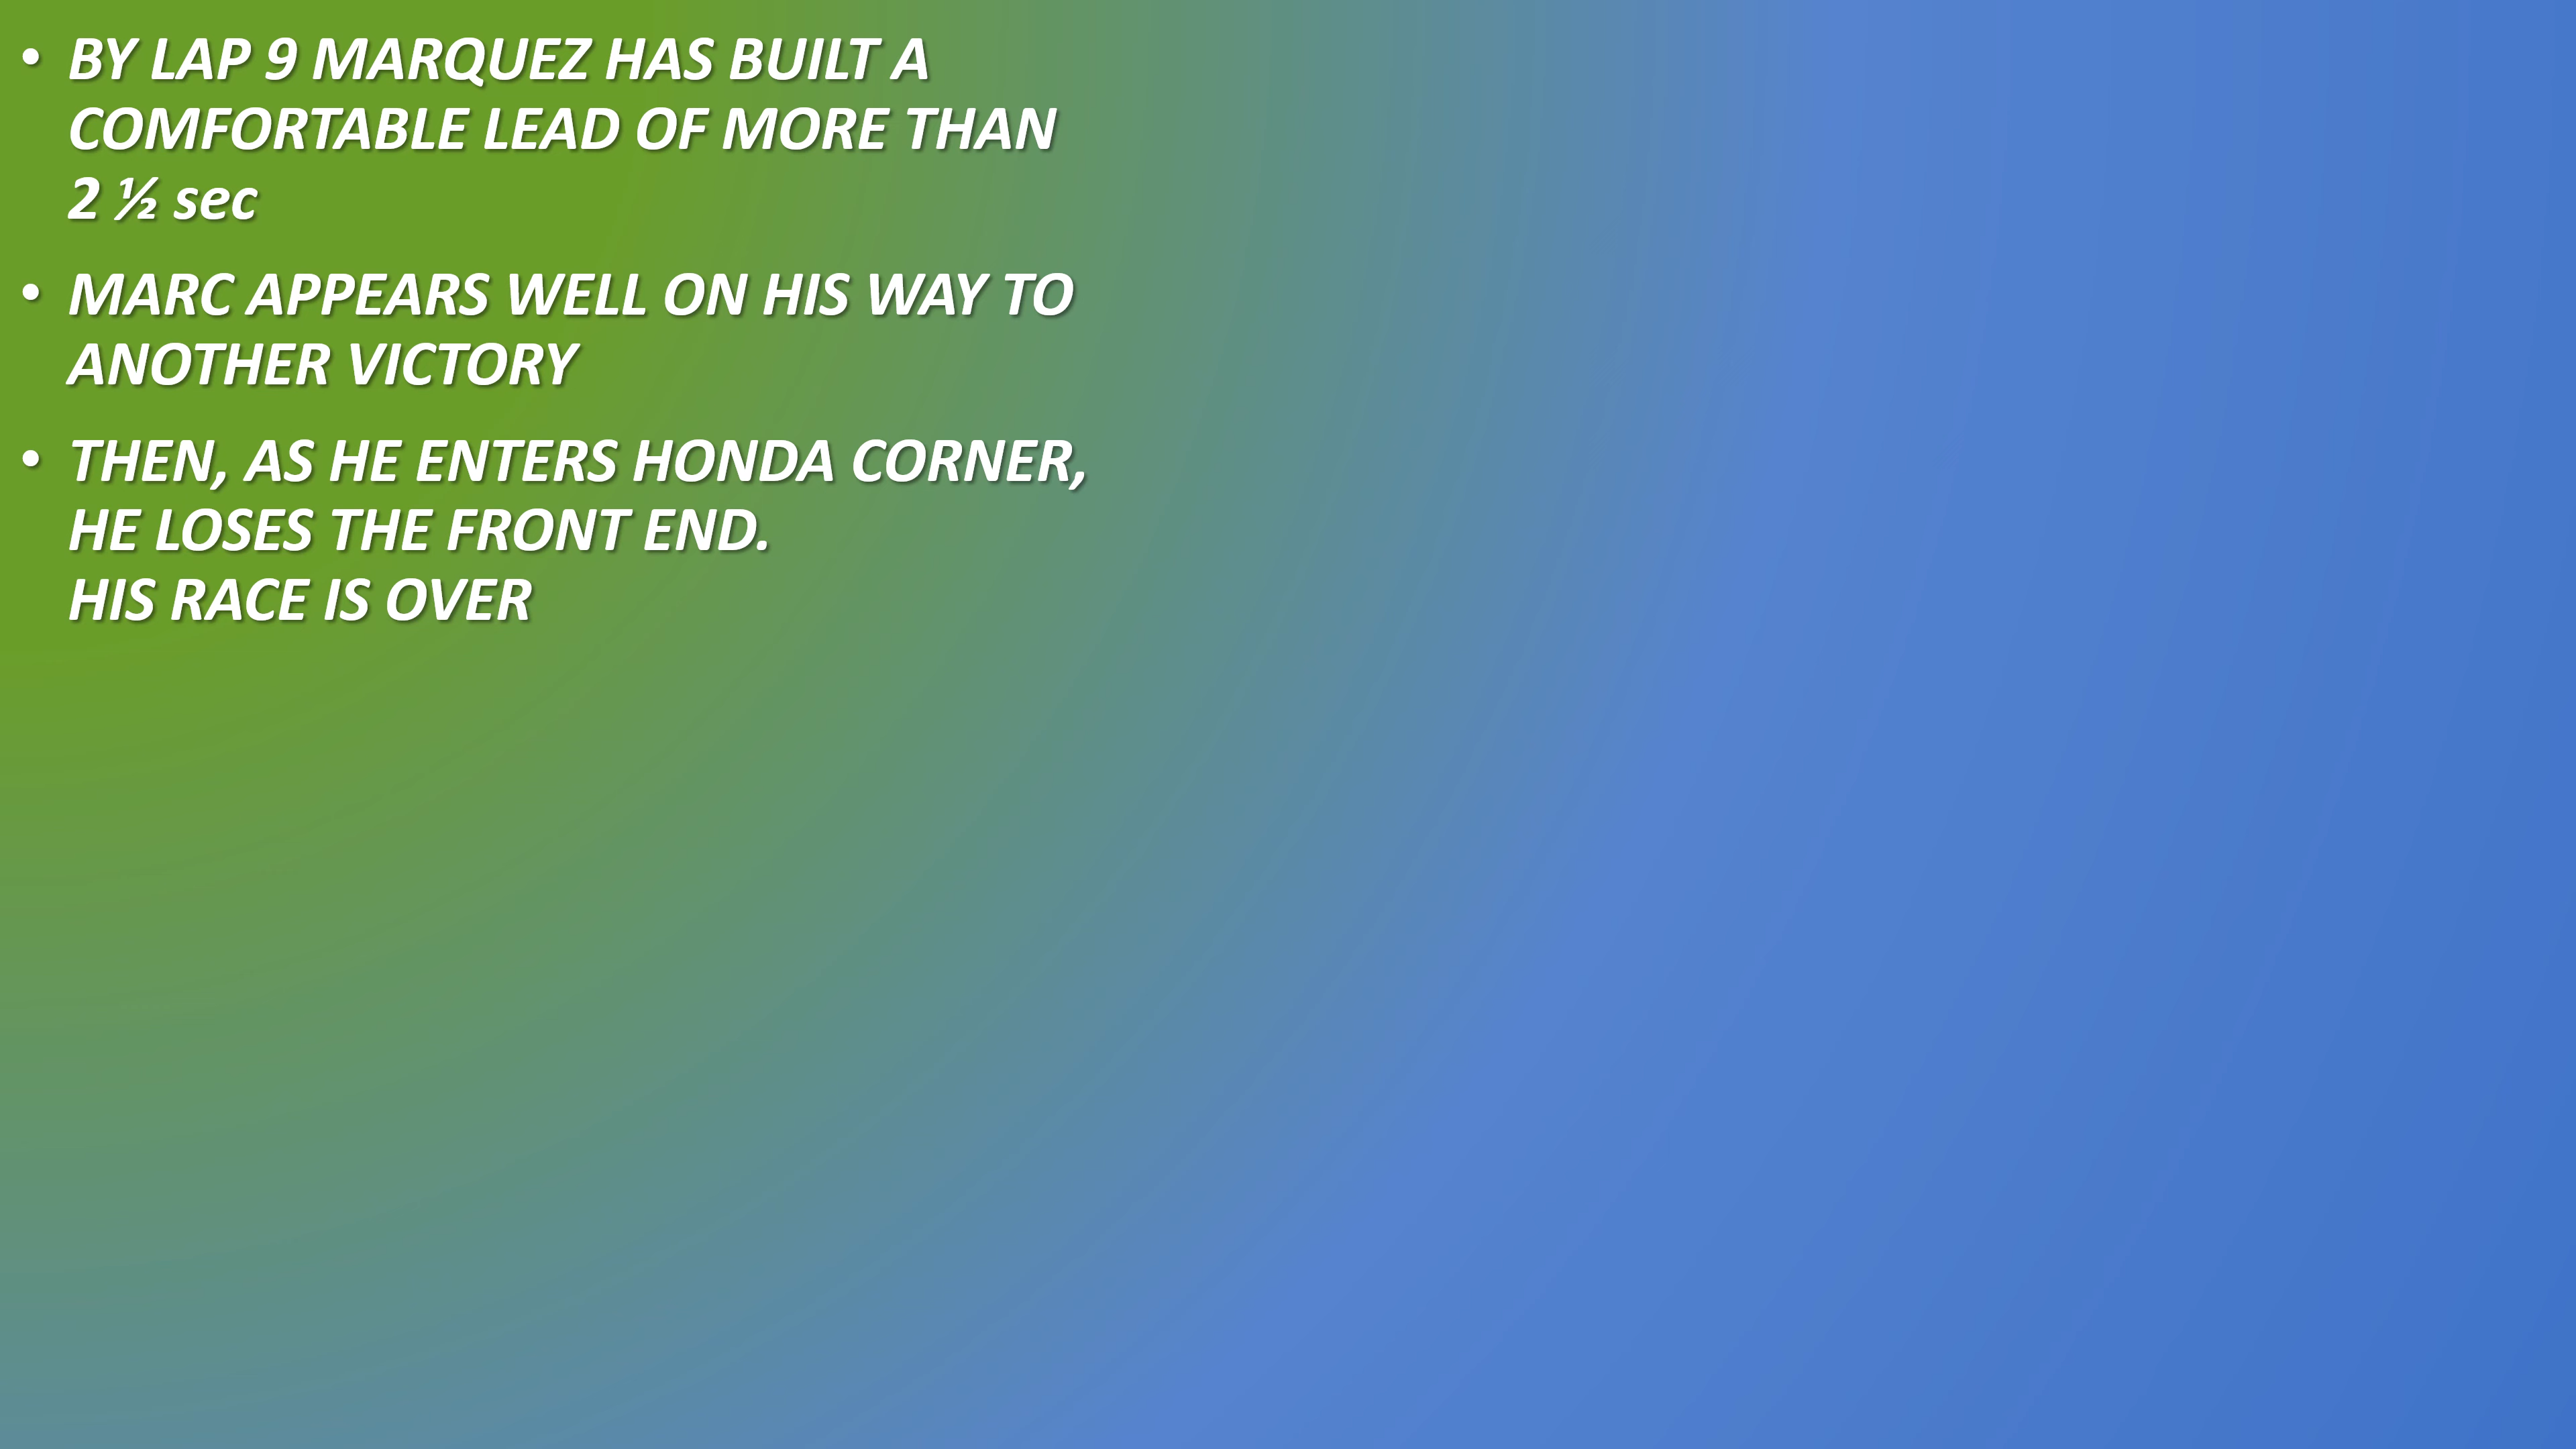 • BY LAP 9 MARQUEZ HAS BUILT A
COMFORTABLE LEAD OF MORE THAN
2 ½ sec
• MARC APPEARS WELL ON HIS WAY TO
ANOTHER VICTORY
• THEN, AS HE ENTERS HONDA CORNER,
HE LOSES THE FRONT END.
HIS RACE IS OVER